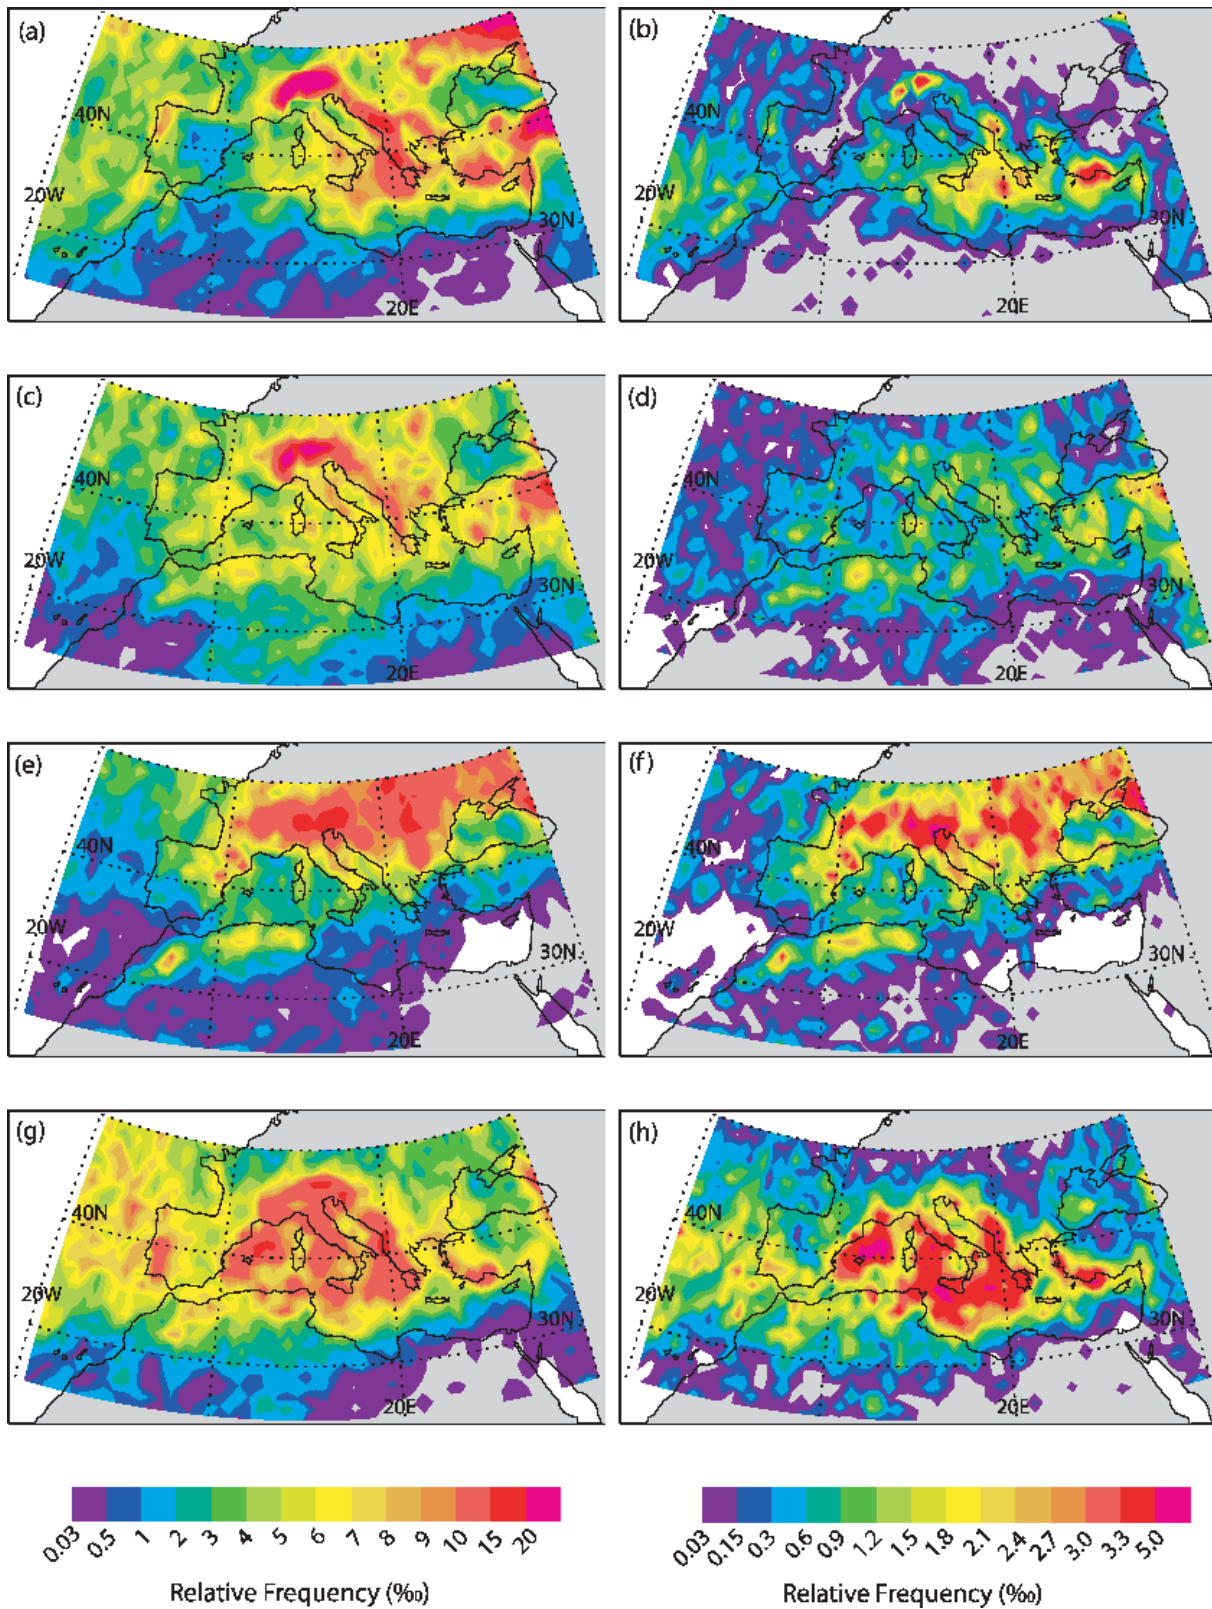 (a) (b)
40N 40N
20W 30N 20W 30N
20E 20E
(c) (d)
40N 40N
20W 30N 20W 30N
20E 20E
(e) (f)
40N 40N
20W 30N 20W 30N
20E 20E
(g) (h)
40N 40N
20W 30N 20W 30N
20E 20E
0.03 0.5 1 2 3 4 5 6 7 8 9 10 15 20
0.03 0.15 0.3 0.6 0.9 1.2 1.5 1.8 2.1 2.4 2.7 3.0 3.3 5.0
Relative Frequency (‰) Relative Frequency (‰)